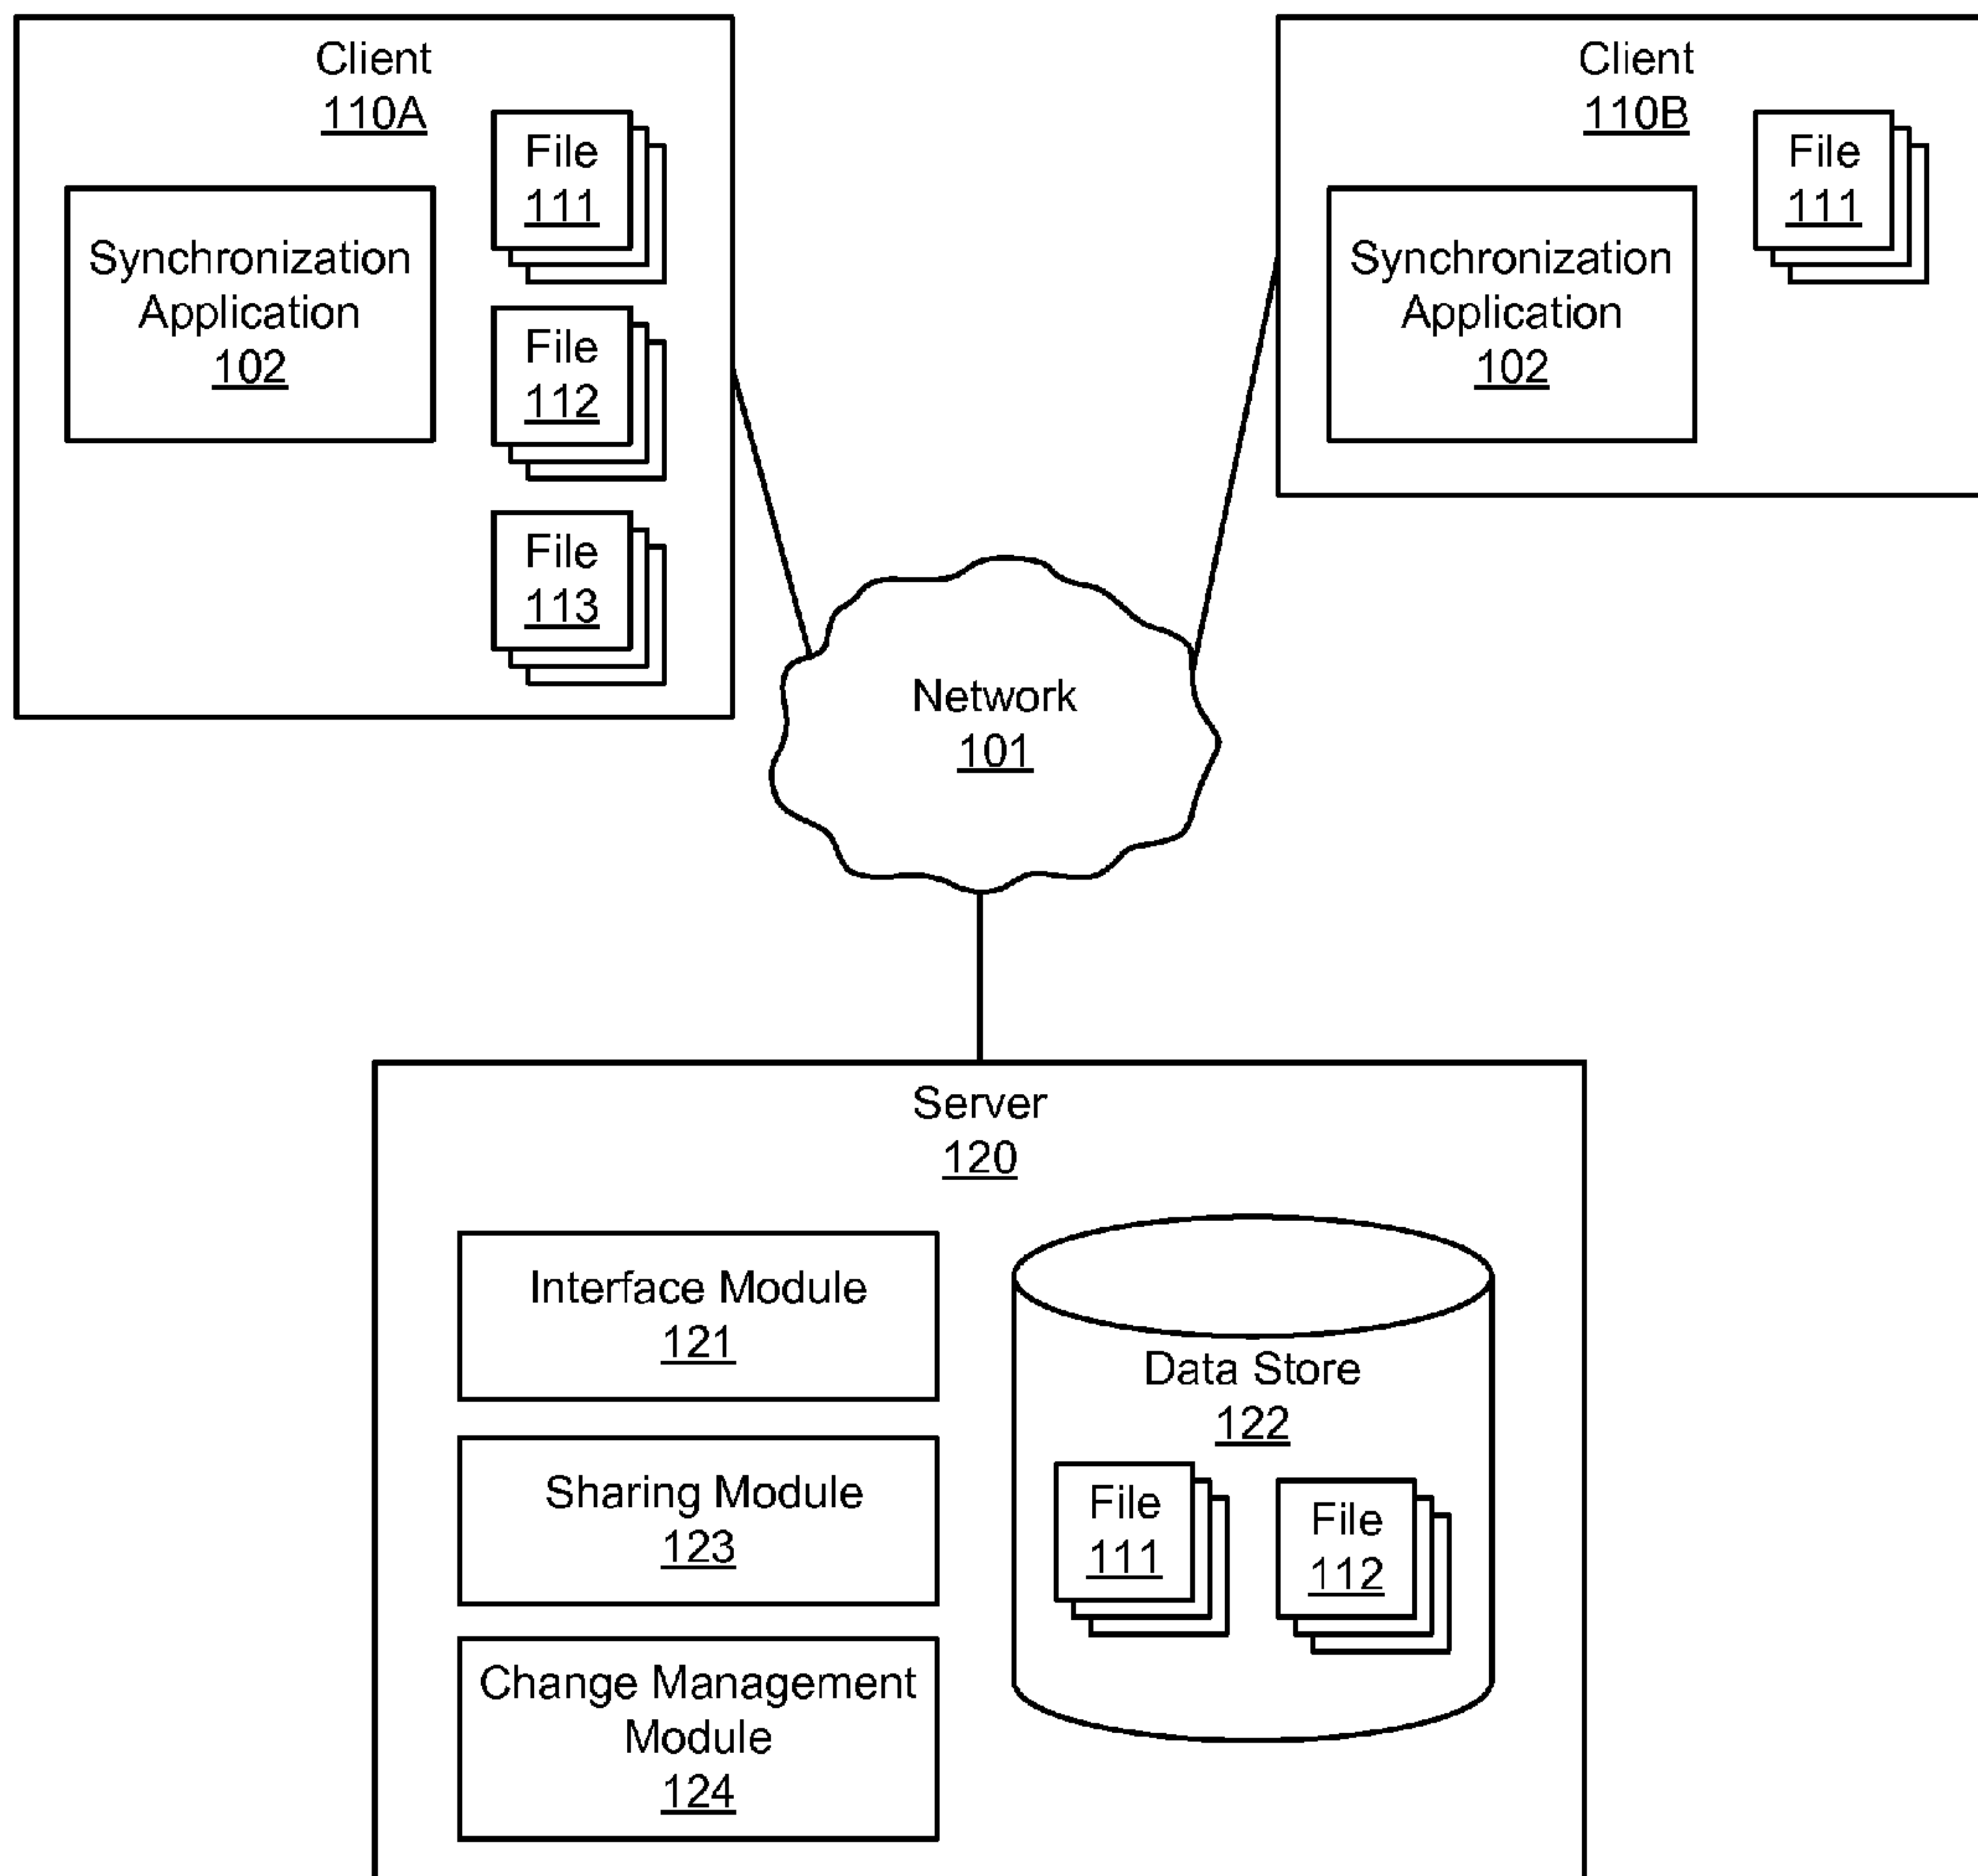 Client
110A
File
111
Synchronization
Application
102
File
112
File
113
Client
110B
File
111
Synchronization
Application
102
Network
101
Server
120
Interface Module
121
Sharing Module
123
Change Management
Module
124
Data Store
122
File
111
File
112